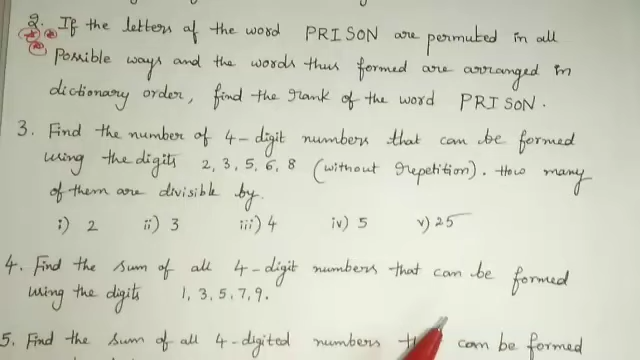 2. If the letters of the word PRISON are permuted in all
Possible ways and the words thus formed are arranged in
dictionary order, find the rank of the word PRISON.
3. Find the number of 4-digit numbers that can be formed
using the digits 2, 3, 5, 6, 8 (without repetition). How many
of them are divisible by
i) 2 ii) 3 iii) 4 iv) 5 v) 25
4. Find the sum of all 4-digit numbers that can be formed
using the digits 1, 3, 5, 7, 9.
5. Find the sum of all 4-digited numbers can be formed